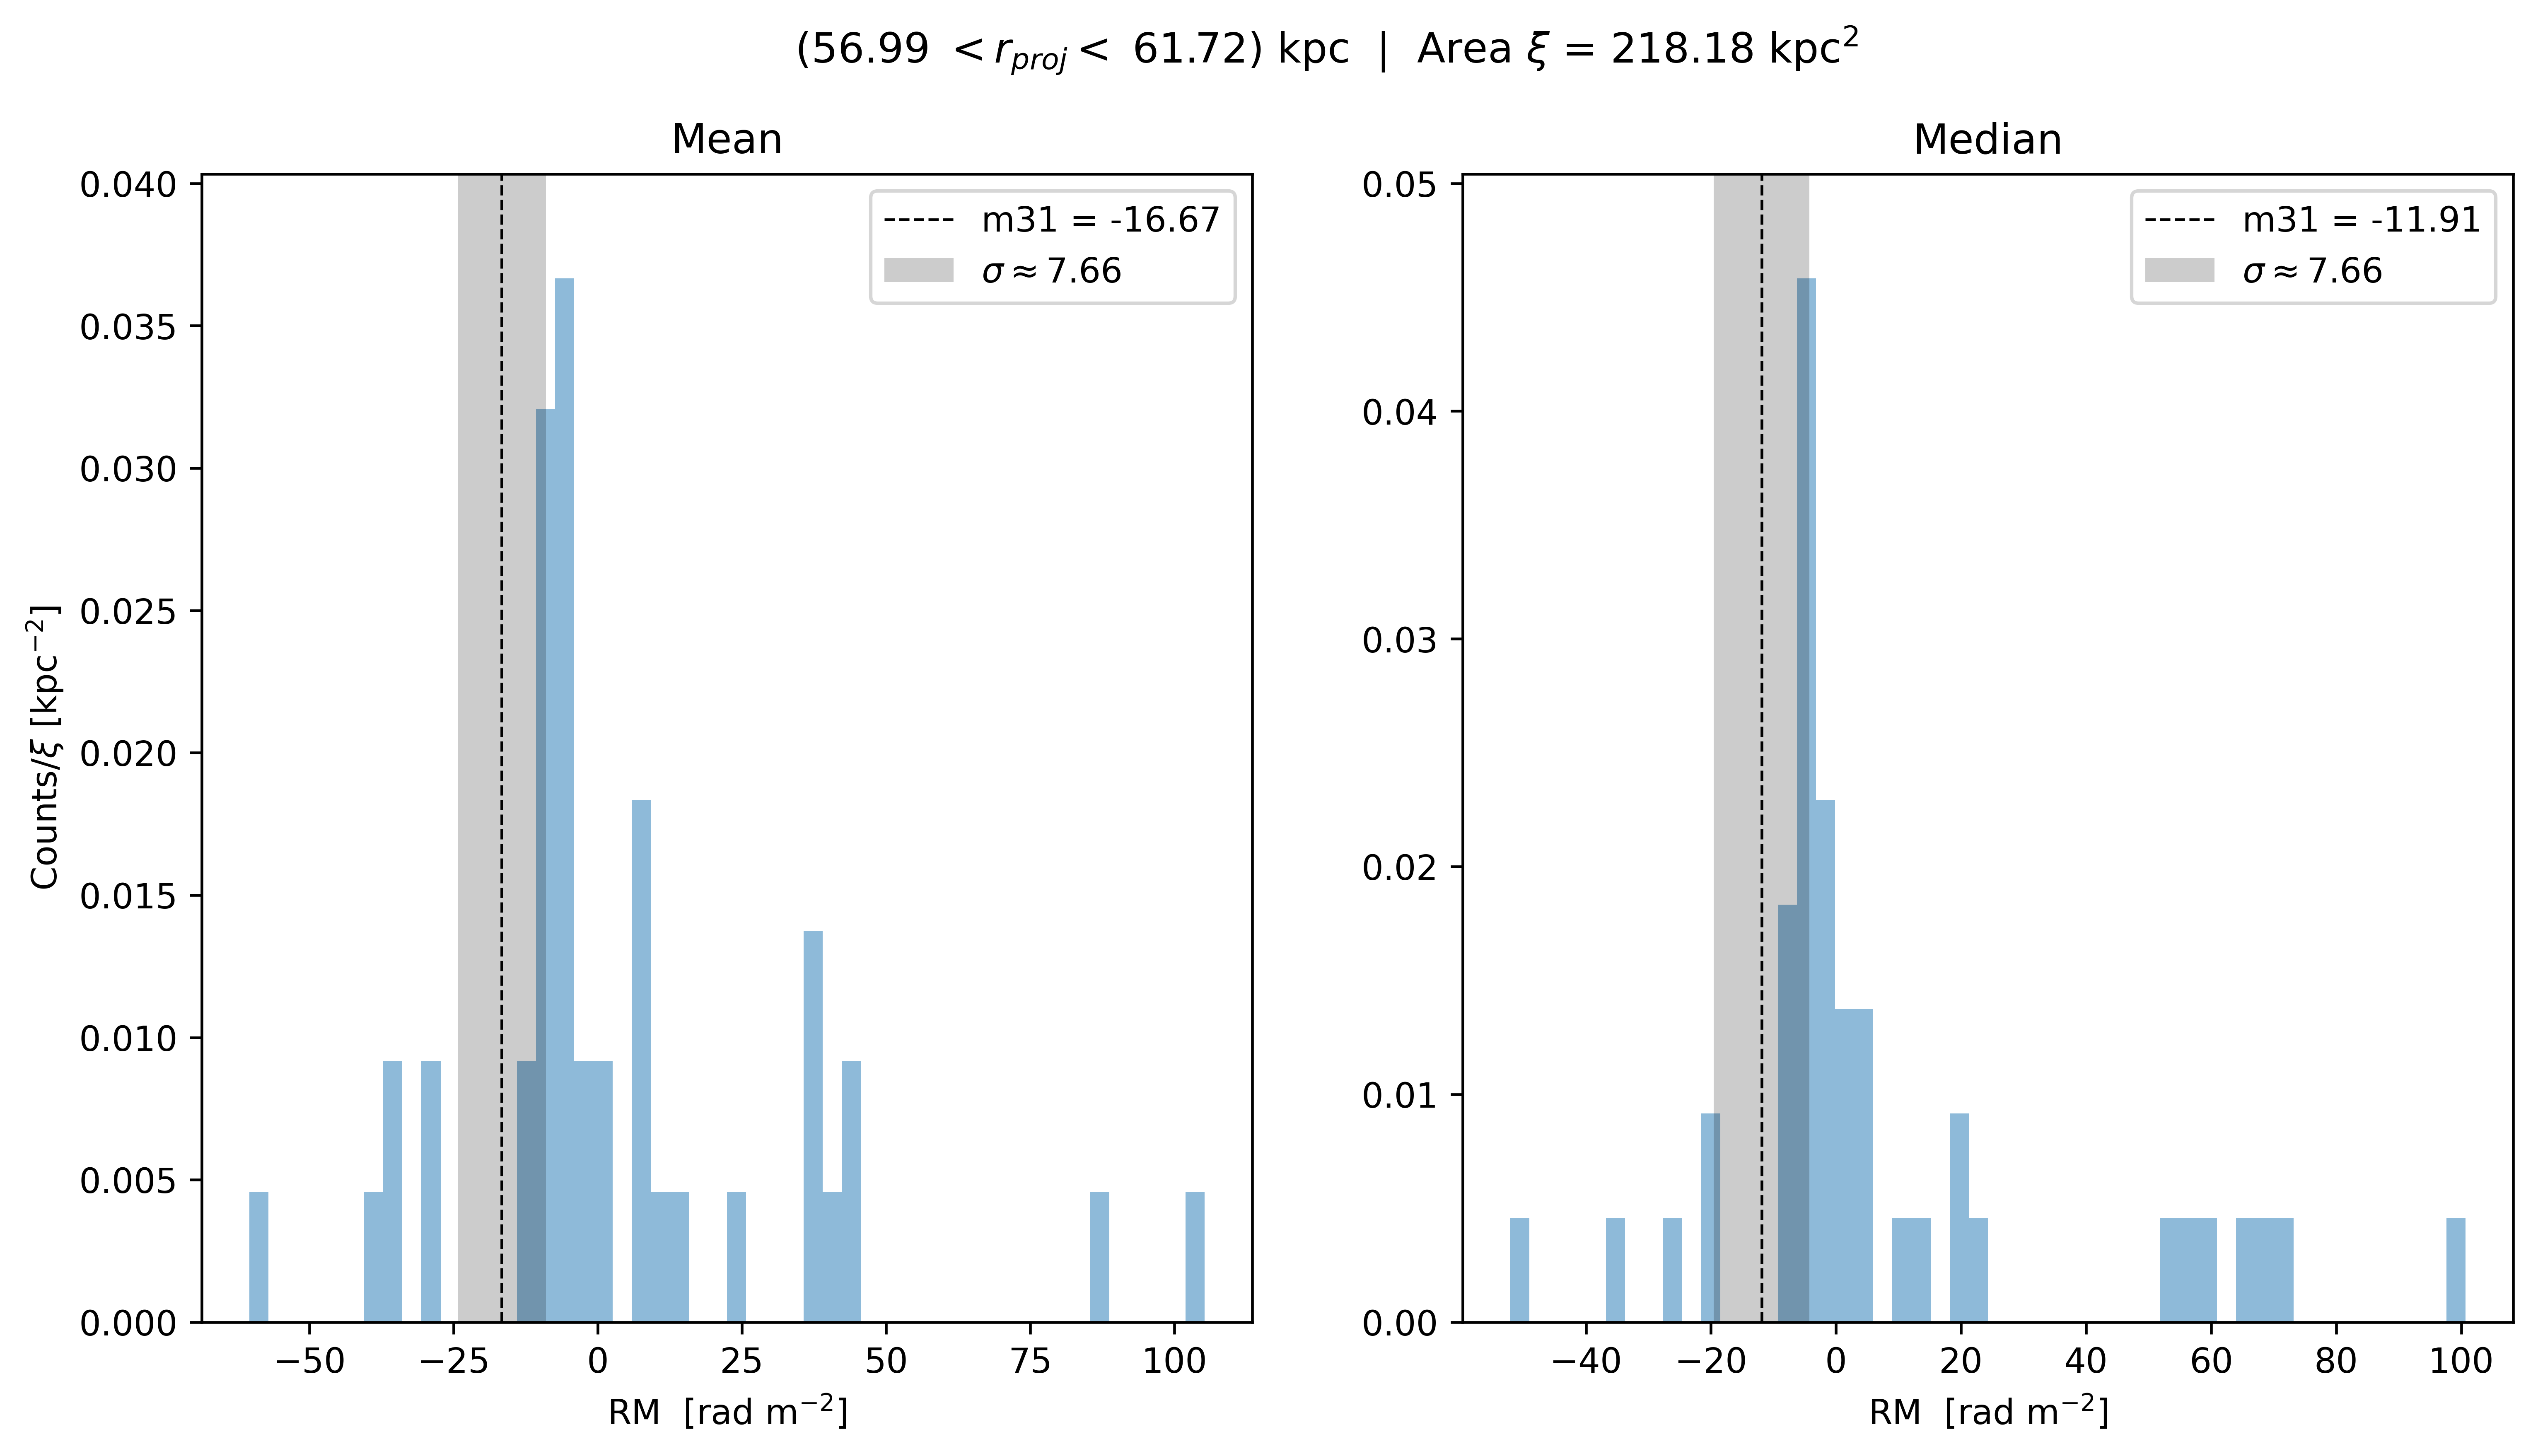 (56.99 < r_proj < 61.72) kpc | Area ξ = 218.18 kpc²
Mean
m31 = -16.67
σ ≈ 7.66
0.040
0.035
0.030
0.025
0.020
0.015
0.010
0.005
0.000
Counts/ξ [kpc⁻²]
−50 −25 0 25 50 75 100
RM [rad m⁻²]
Median
m31 = -11.91
σ ≈ 7.66
0.05
0.04
0.03
0.02
0.01
0.00
−40 −20 0 20 40 60 80 100
RM [rad m⁻²]